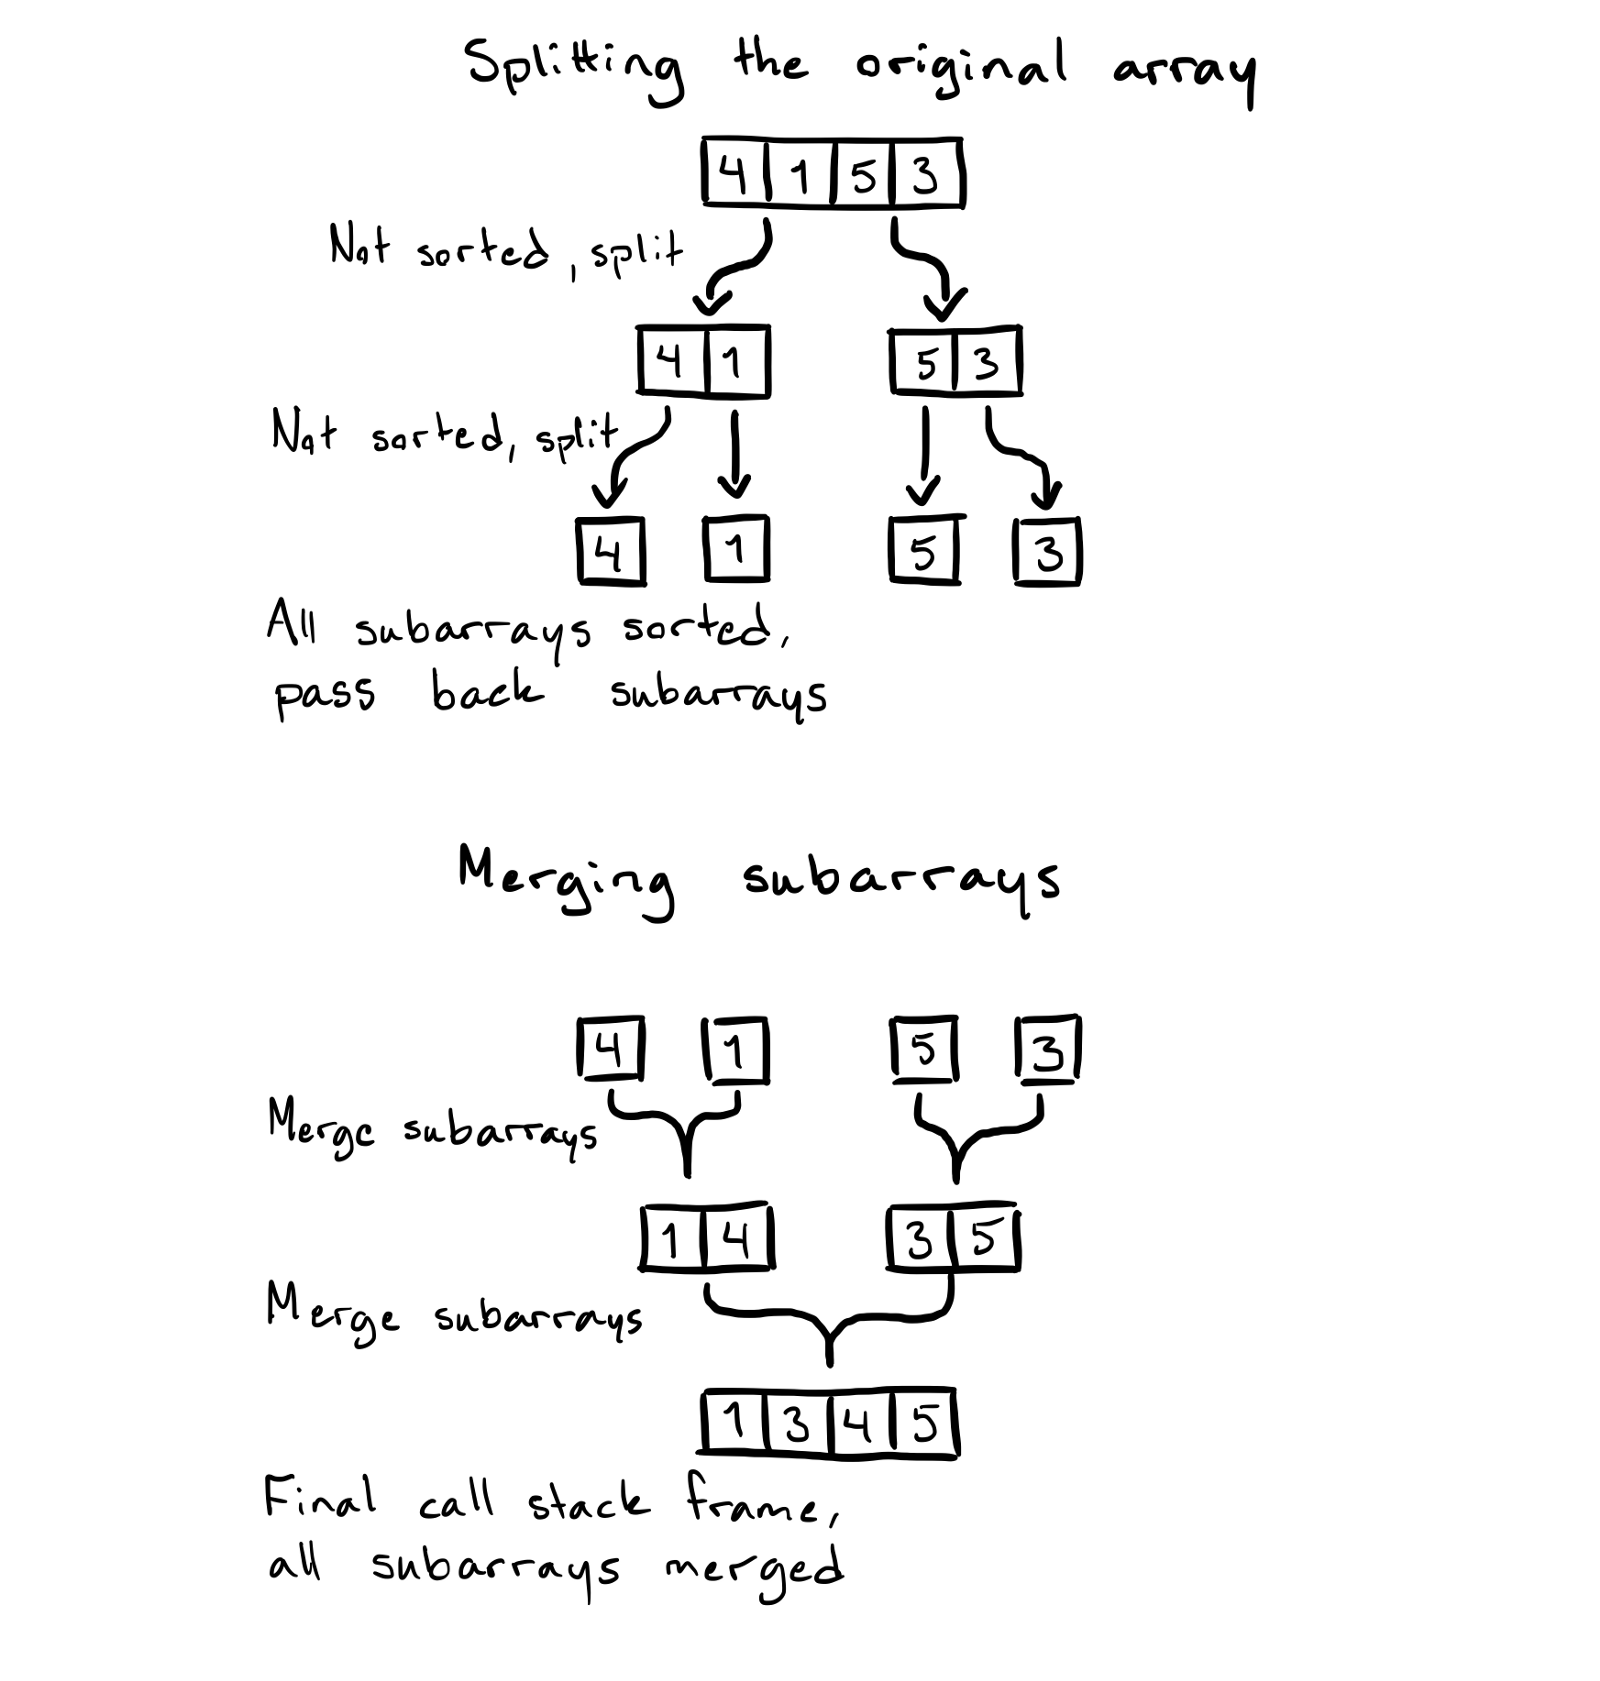 Splitting the original array
4 1 5 3
Not sorted, split
4 1 5 3
Not sorted, split
4 1 5 3
All subarrays sorted,
pass back subarrays
Merging subarrays
4 1 5 3
Merge subarrays
1 4 3 5
Merge subarrays
1 3 4 5
Final call stack frame,
all subarrays merged